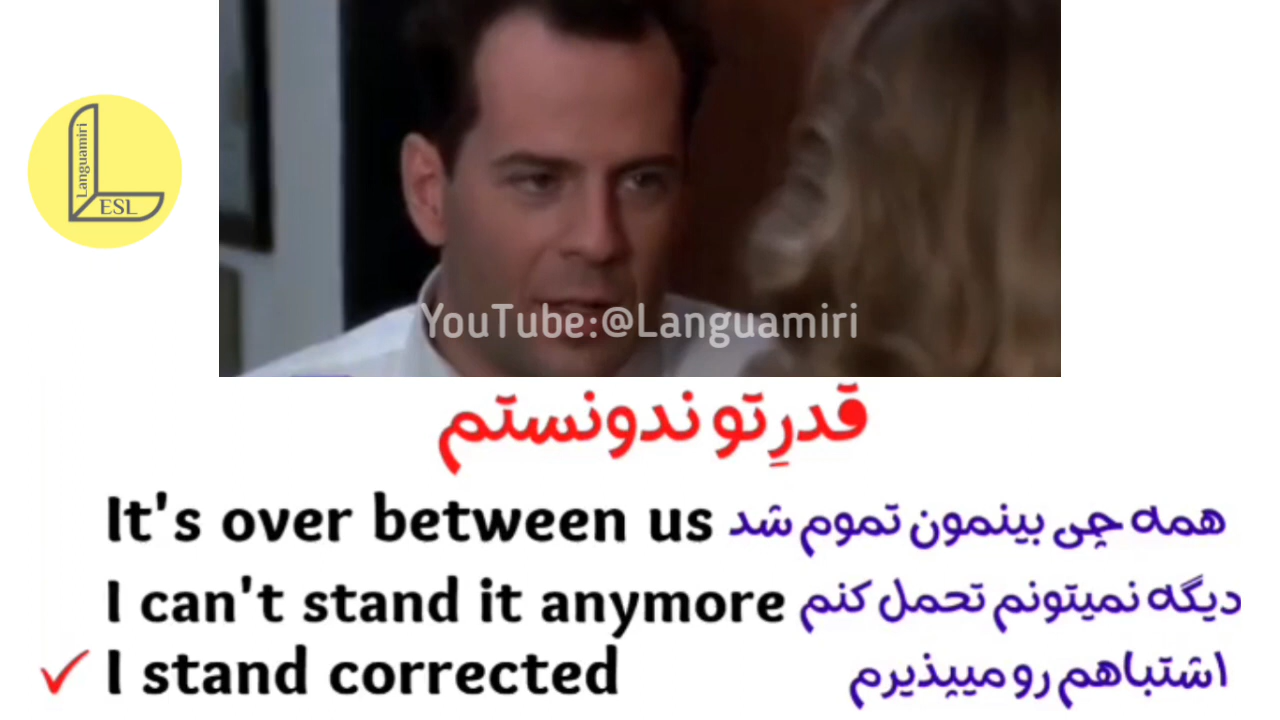 Languamiri
ESL
YouTube:@Languamiri
قدرِتو ندونستم
It's over between us همه چی بینمون تموم شد
I can't stand it anymore دیگه نمیتونم تحمل کنم
✓ I stand corrected اشتباهم رو میپذیرم